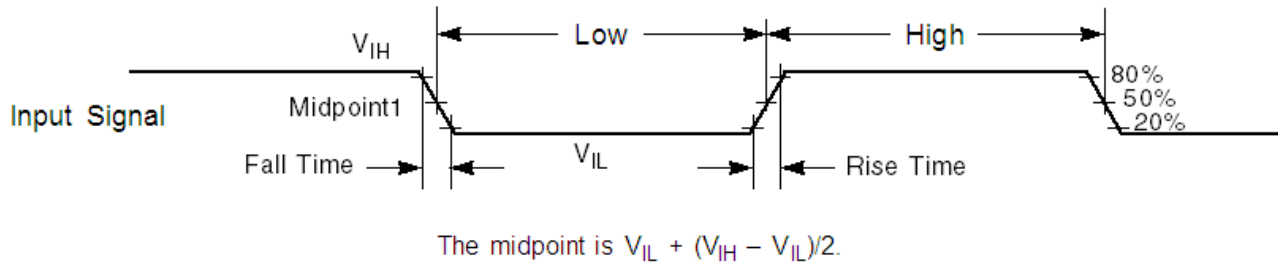 Low
High
VIH
80%
Midpoint1
50%
Input Signal
20%
Fall Time
VIL
Rise Time
The midpoint is VIL + (VIH – VIL)/2.